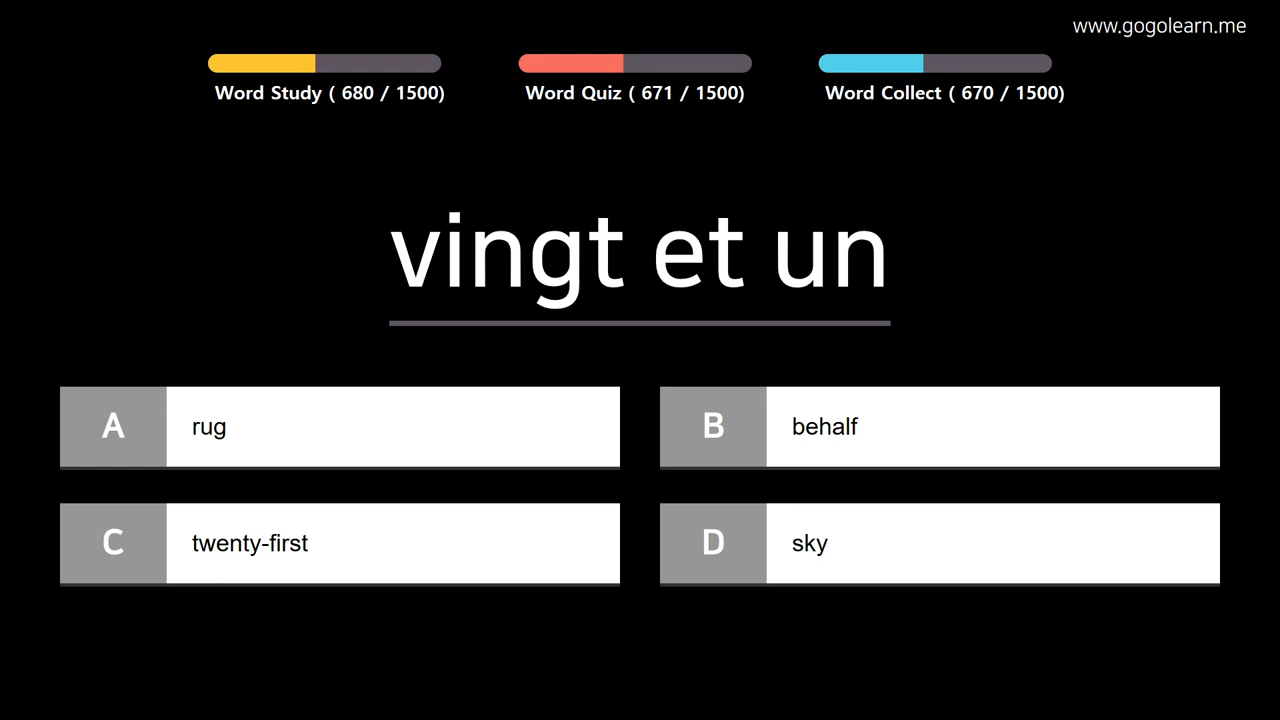 www.gogolearn.me
Word Study ( 680 / 1500)
Word Quiz ( 671 / 1500)
Word Collect ( 670 / 1500)
vingt et un
A
rug
B
behalf
C
twenty-first
D
sky